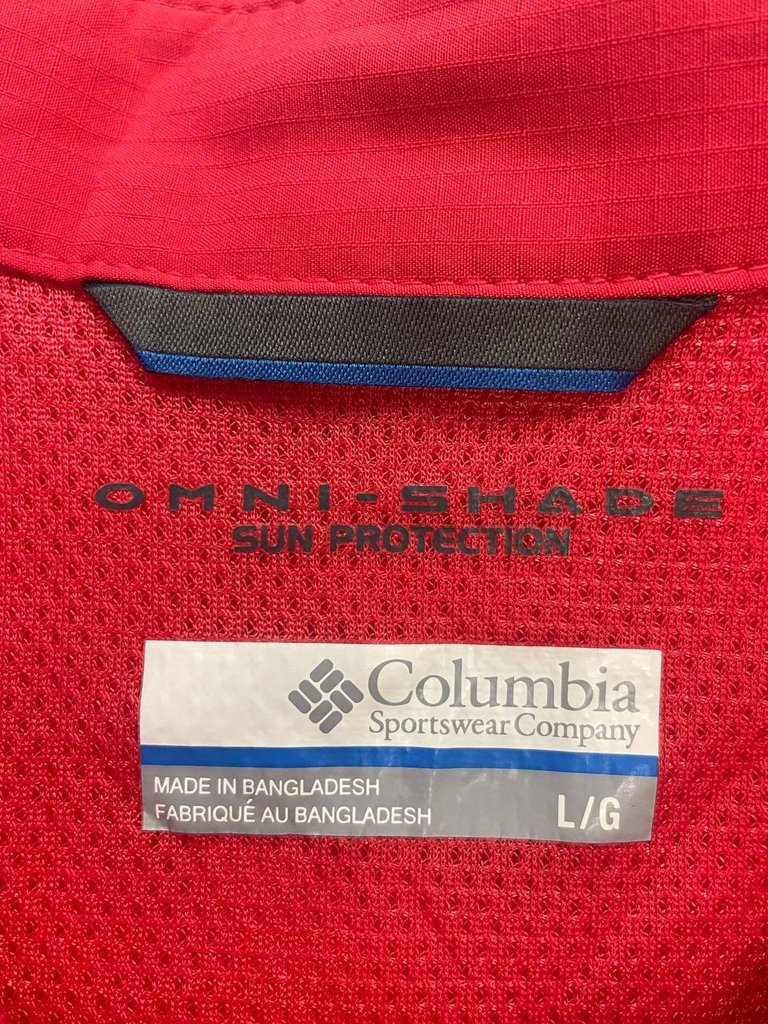 OMNI-SHADE
SUN PROTECTION
Columbia
Sportswear Company
MADE IN BANGLADESH
FABRIQUÉ AU BANGLADESH
L/G